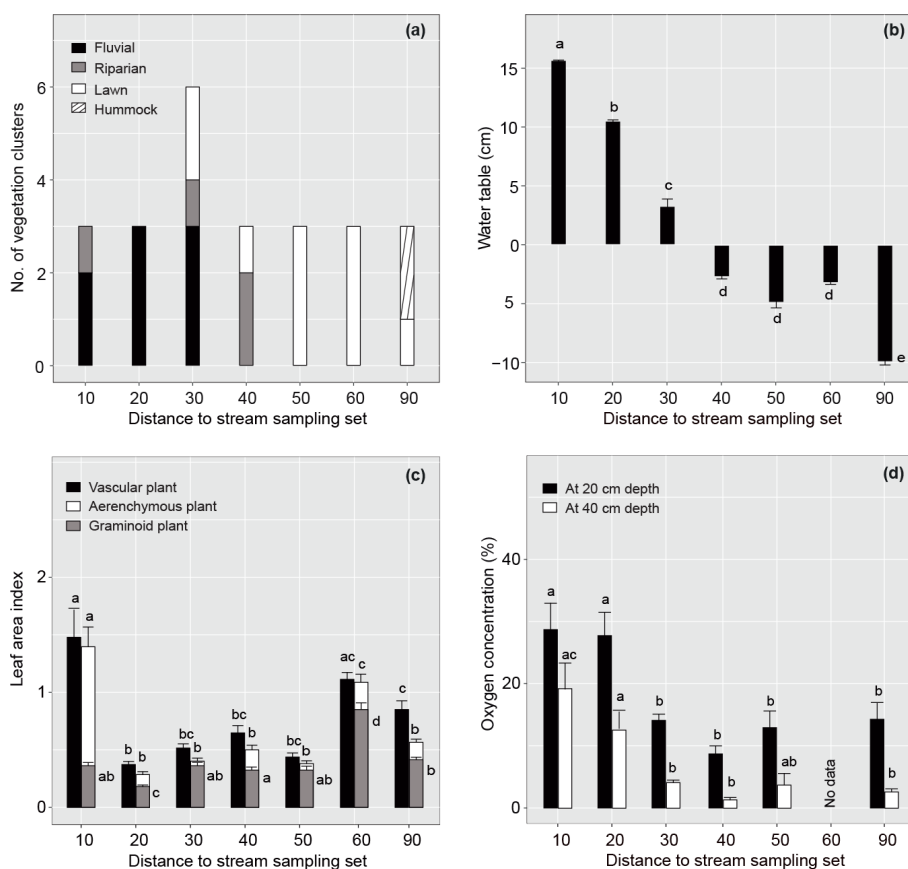 (a)
Fluvial
Riparian
Lawn
Hummock
No. of vegetation clusters
6
4
2
0
10 20 30 40 50 60 90
Distance to stream sampling set
(b)
Water table (cm)
15
10
5
0
5
−10
a
b
c
d
d
d
e
10 20 30 40 50 60 90
Distance to stream sampling set
(c)
Vascular plant
Aerenchymous plant
Graminoid plant
Leaf area index
2
1
0
a a ab
b b c
bc b ab
bc b a
bc b ab
ac c d
c b b
10 20 30 40 50 60 90
Distance to stream sampling set
(d)
At 20 cm depth
At 40 cm depth
Oxygen concentration (%)
40
20
0
a ac
a a
b b
b b
b ab
No data
b b
10 20 30 40 50 60 90
Distance to stream sampling set